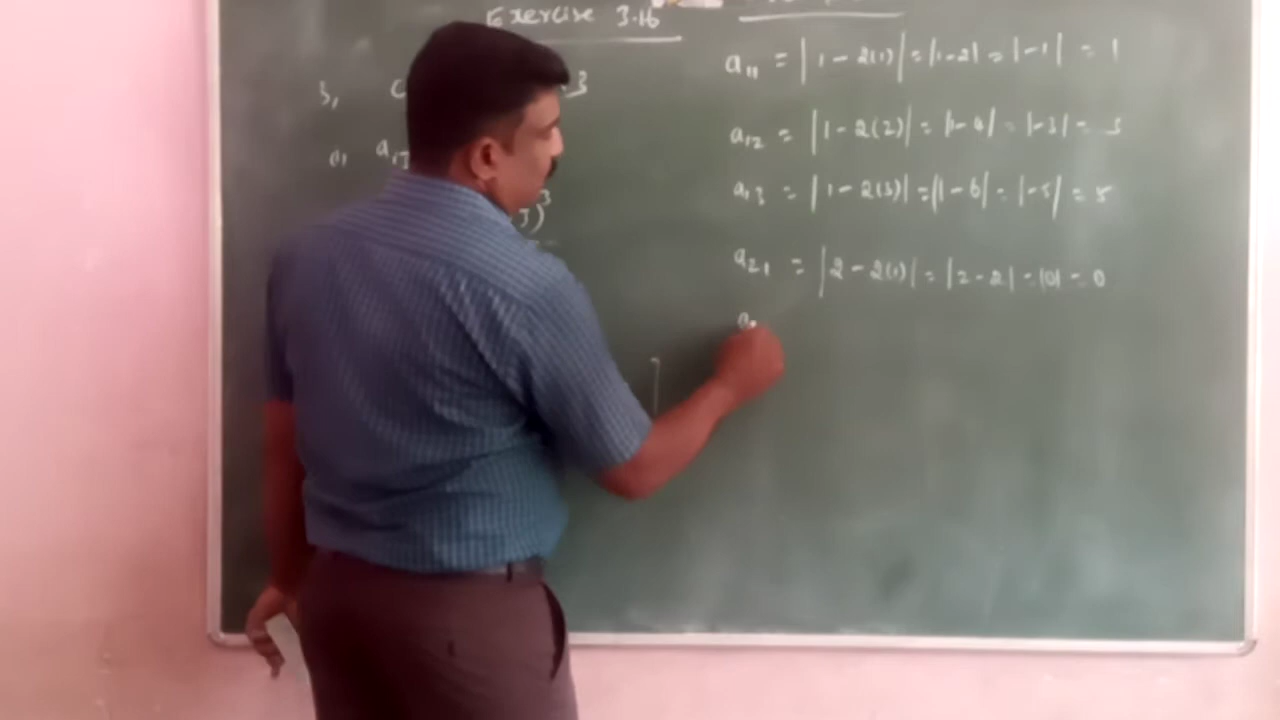 Exercise 3.16
3,
a₁₁ = |1 - 2(1)| = |1-2| = |-1| = 1
a₁₂ = |1 - 2(2)| = |1-4| = |-3| = 3
a₁₃ = |1 - 2(3)| = |1-6| = |-5| = 5
a₂₁ = |2 - 2(1)| = |2-2| = |0| = 0